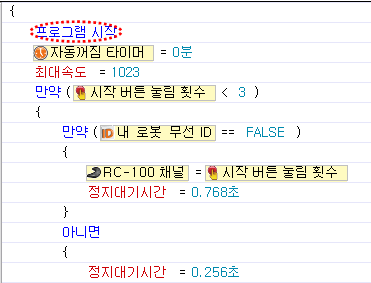 {
프로그램 시작
자동꺼짐 타이머 = 0분
최대속도 = 1023
만약 ( 시작 버튼 눌림 횟수 < 3 )
{
만약 ( ID 내 로봇 무선 ID == FALSE )
{
RC-100 채널 = 시작 버튼 눌림 횟수
정지대기시간 = 0.768초
}
아니면
{
정지대기시간 = 0.256초